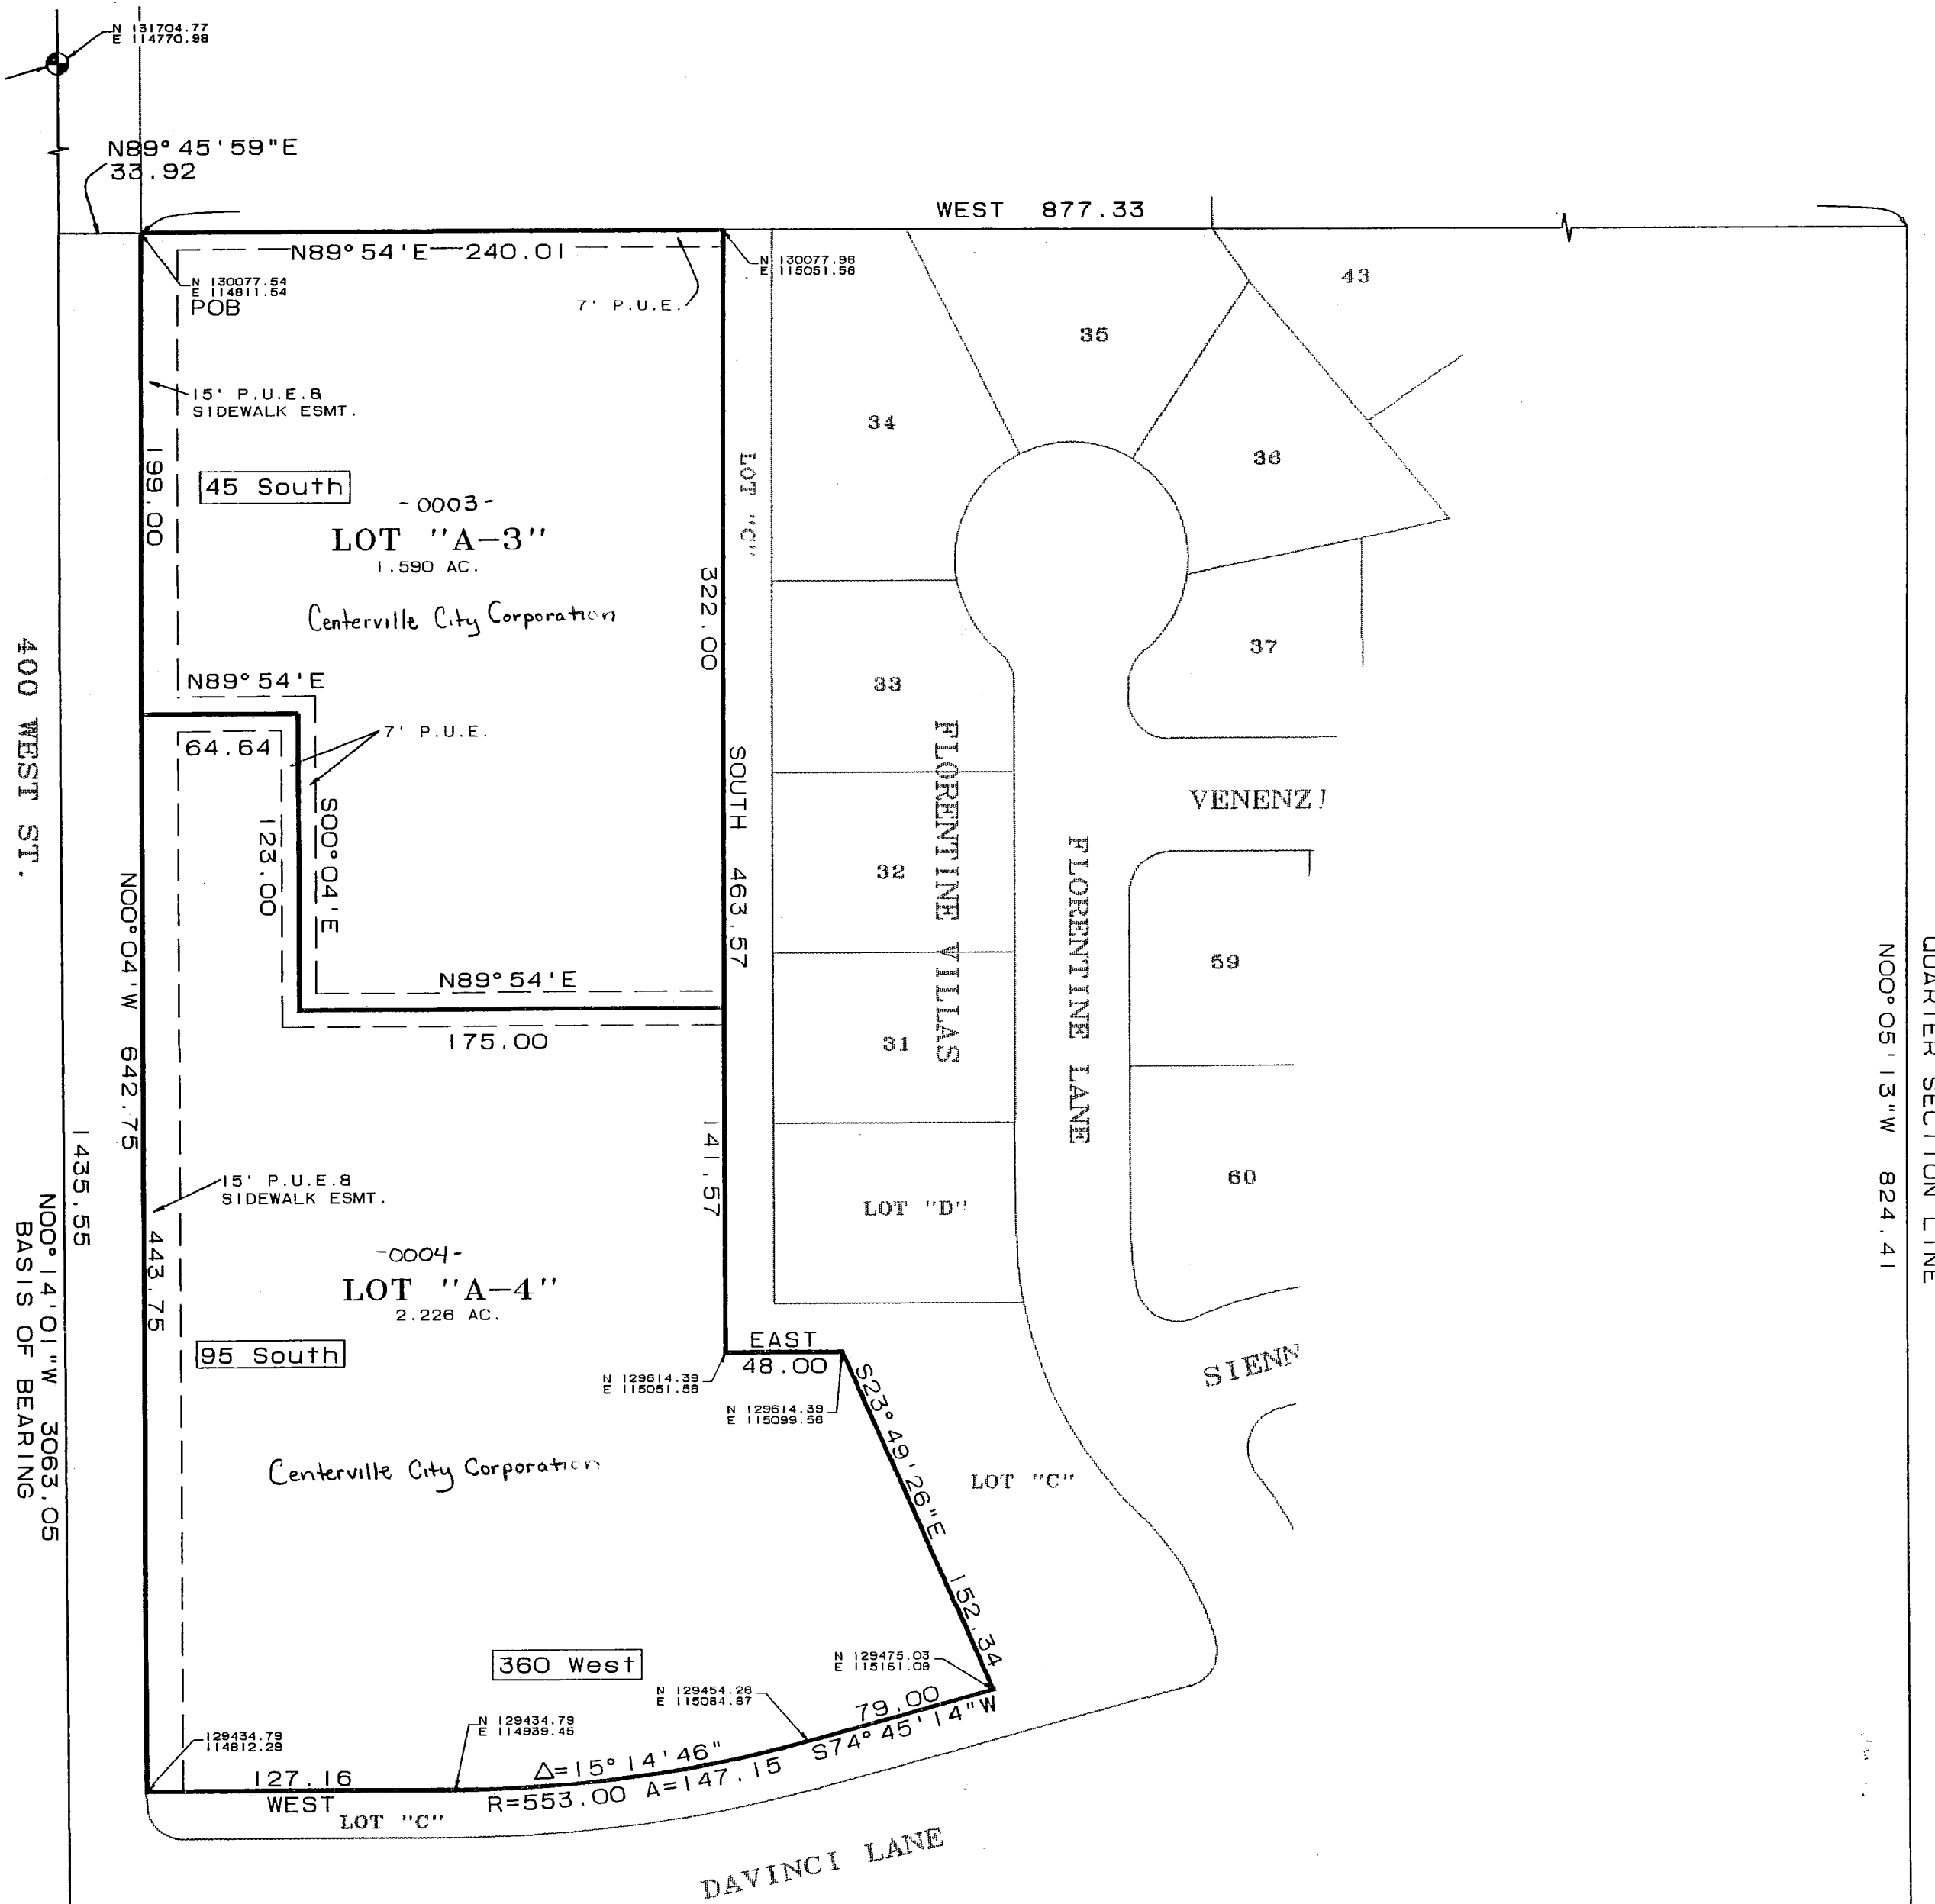 N 131704.77
E 114770.98
N89°45'59"E
33.92
WEST 877.33
N89°54'E 240.01
N 130077.54
E 114811.54
POB
7' P.U.E.
N 130077.98
E 115051.56
43
35
34
36
15' P.U.E.&
SIDEWALK ESMT.
199.00
45 South
-0003-
LOT "A-3"
1.590 AC.
Centerville City Corporation
LOT "C"
322.00
37
33
400 WEST ST.
N89°54'E
64.64
7' P.U.E.
S00°04'E
123.00
SOUTH 463.57
FLORENTINE VILLAS
VENENZI
32
FLORENTINE LANE
59
N89°54'E
175.00
31
N00°04'W 642.75
QUARTER SECTION LINE
N00°05'13"W 824.41
1435.55
N00°14'01"W 3063.05
BASIS OF BEARING
141.57
15' P.U.E.&
SIDEWALK ESMT.
443.75
60
LOT "D"
-0004-
LOT "A-4"
2.226 AC.
95 South
EAST
48.00
N 129614.39
E 115051.56
N 129614.39
E 115099.56
SIENN
S23°49'26"E 152.34
LOT "C"
Centerville City Corporation
360 West
N 129475.03
E 115161.09
N 129454.26
E 115084.87
79.00
S74°45'14"W
N 129434.79
E 114939.45
129434.79
114812.29
Δ=15°14'46"
R=553.00 A=147.15
127.16
WEST
LOT "C"
DAVINCI LANE